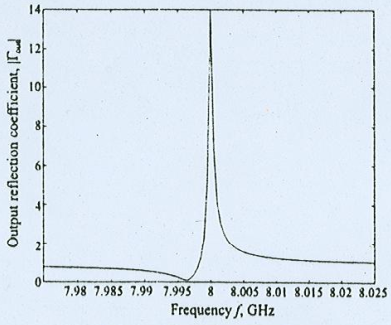 Output reflection coefficient, |Γout|
14
12
10
8
6
4
2
0
7.98 7.985 7.99 7.995 8 8.005 8.01 8.015 8.02 8.025
Frequency f, GHz